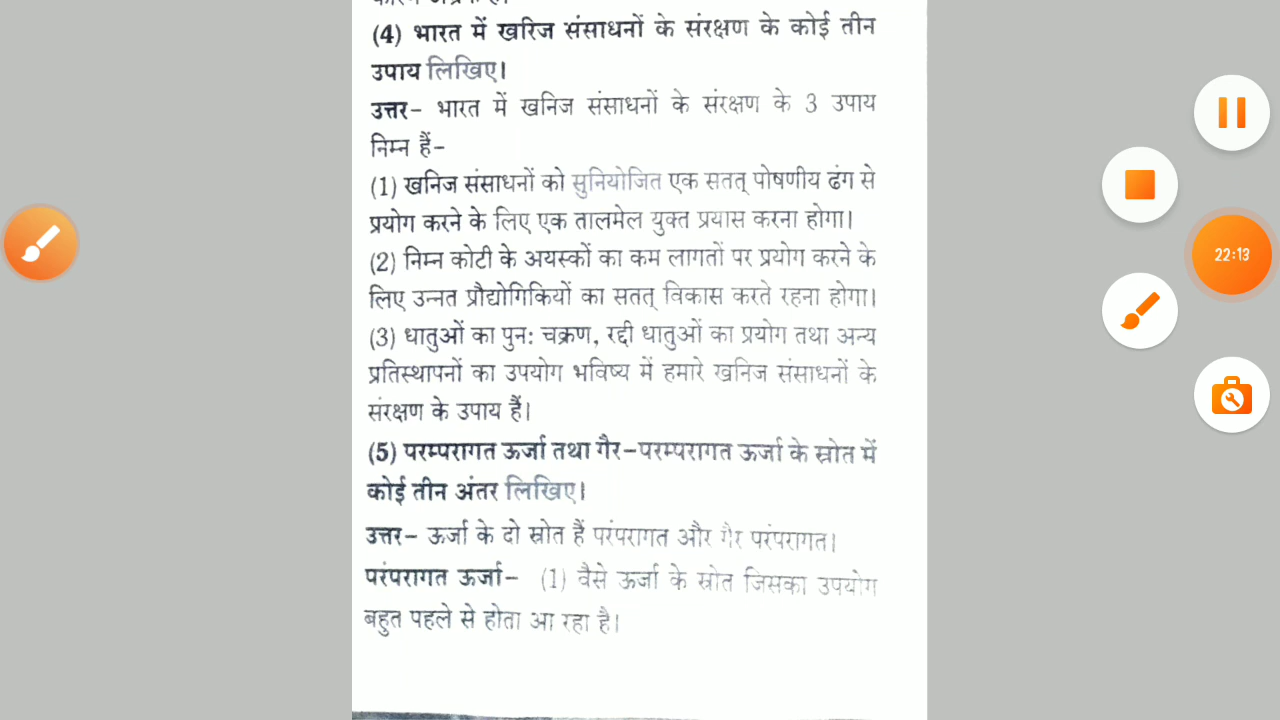 (4) भारत में खरिज संसाधनों के संरक्षण के कोई तीन
उपाय लिखिए।
उत्तर- भारत में खनिज संसाधनों के संरक्षण के 3 उपाय
निम्न हैं-
(1) खनिज संसाधनों को सुनियोजित एक सतत् पोषणीय ढंग से
प्रयोग करने के लिए एक तालमेल युक्त प्रयास करना होगा।
(2) निम्न कोटी के अयस्कों का कम लागतों पर प्रयोग करने के
लिए उन्नत प्रौद्योगिकियों का सतत् विकास करते रहना होगा।
(3) धातुओं का पुन: चक्रण, रद्दी धातुओं का प्रयोग तथा अन्य
प्रतिस्थापनों का उपयोग भविष्य में हमारे खनिज संसाधनों के
संरक्षण के उपाय हैं।
(5) परम्परागत ऊर्जा तथा गैर-परम्परागत ऊर्जा के स्रोत में
कोई तीन अंतर लिखिए।
उत्तर- ऊर्जा के दो स्रोत हैं परंपरागत और गैर परंपरागत।
परंपरागत ऊर्जा- (1) वैसे ऊर्जा के स्रोत जिसका उपयोग
बहुत पहले से होता आ रहा है।
22:13